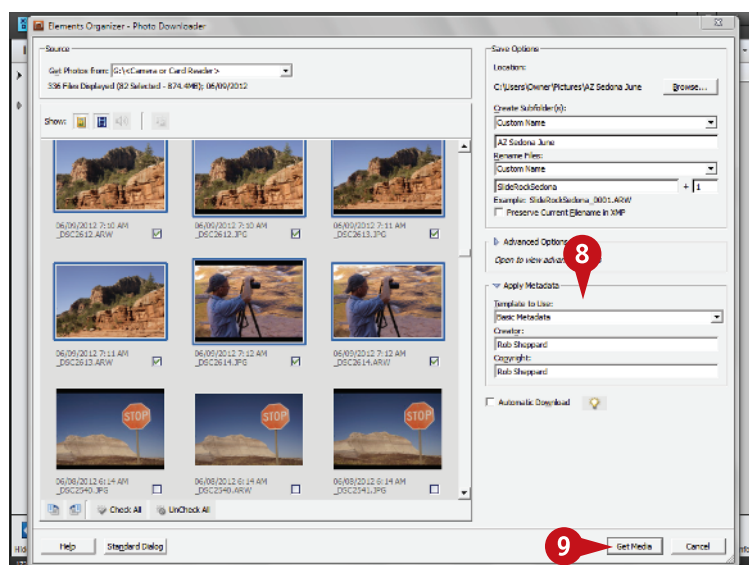 Elements Organizer - Photo Downloader
Source
Get Photos from: G:\<Camera or Card Reader>
336 Files Displayed (82 Selected - 874.4MB); 06/09/2012
Show:
06/09/2012 7:10 AM
_DSC2612.ARW
06/09/2012 7:10 AM
_DSC2612.JPG
06/09/2012 7:11 AM
_DSC2613.JPG
06/09/2012 7:11 AM
_DSC2613.ARW
06/09/2012 7:12 AM
_DSC2614.JPG
06/09/2012 7:12 AM
_DSC2614.ARW
STOP
STOP
STOP
06/08/2012 6:14 AM
_DSC2540.JPG
06/08/2012 6:14 AM
_DSC2540.ARW
06/08/2012 6:14 AM
_DSC2541.JPG
Check All
UnCheck All
Help
Standard Dialog
Save Options
Location:
C:\Users\Owner\Pictures\AZ Sedona June
Browse...
Create Subfolder(s):
Custom Name
AZ Sedona June
Rename Files:
Custom Name
SlideRockSedona + 1
Example: SlideRockSedona_0001.ARW
Preserve Current Filename in XMP
Advanced Options
Open to view
8
Apply Metadata
Template to Use:
Basic Metadata
Creator:
Rob Sheppard
Copyright:
Rob Sheppard
Automatic Download
9
Get Media
Cancel